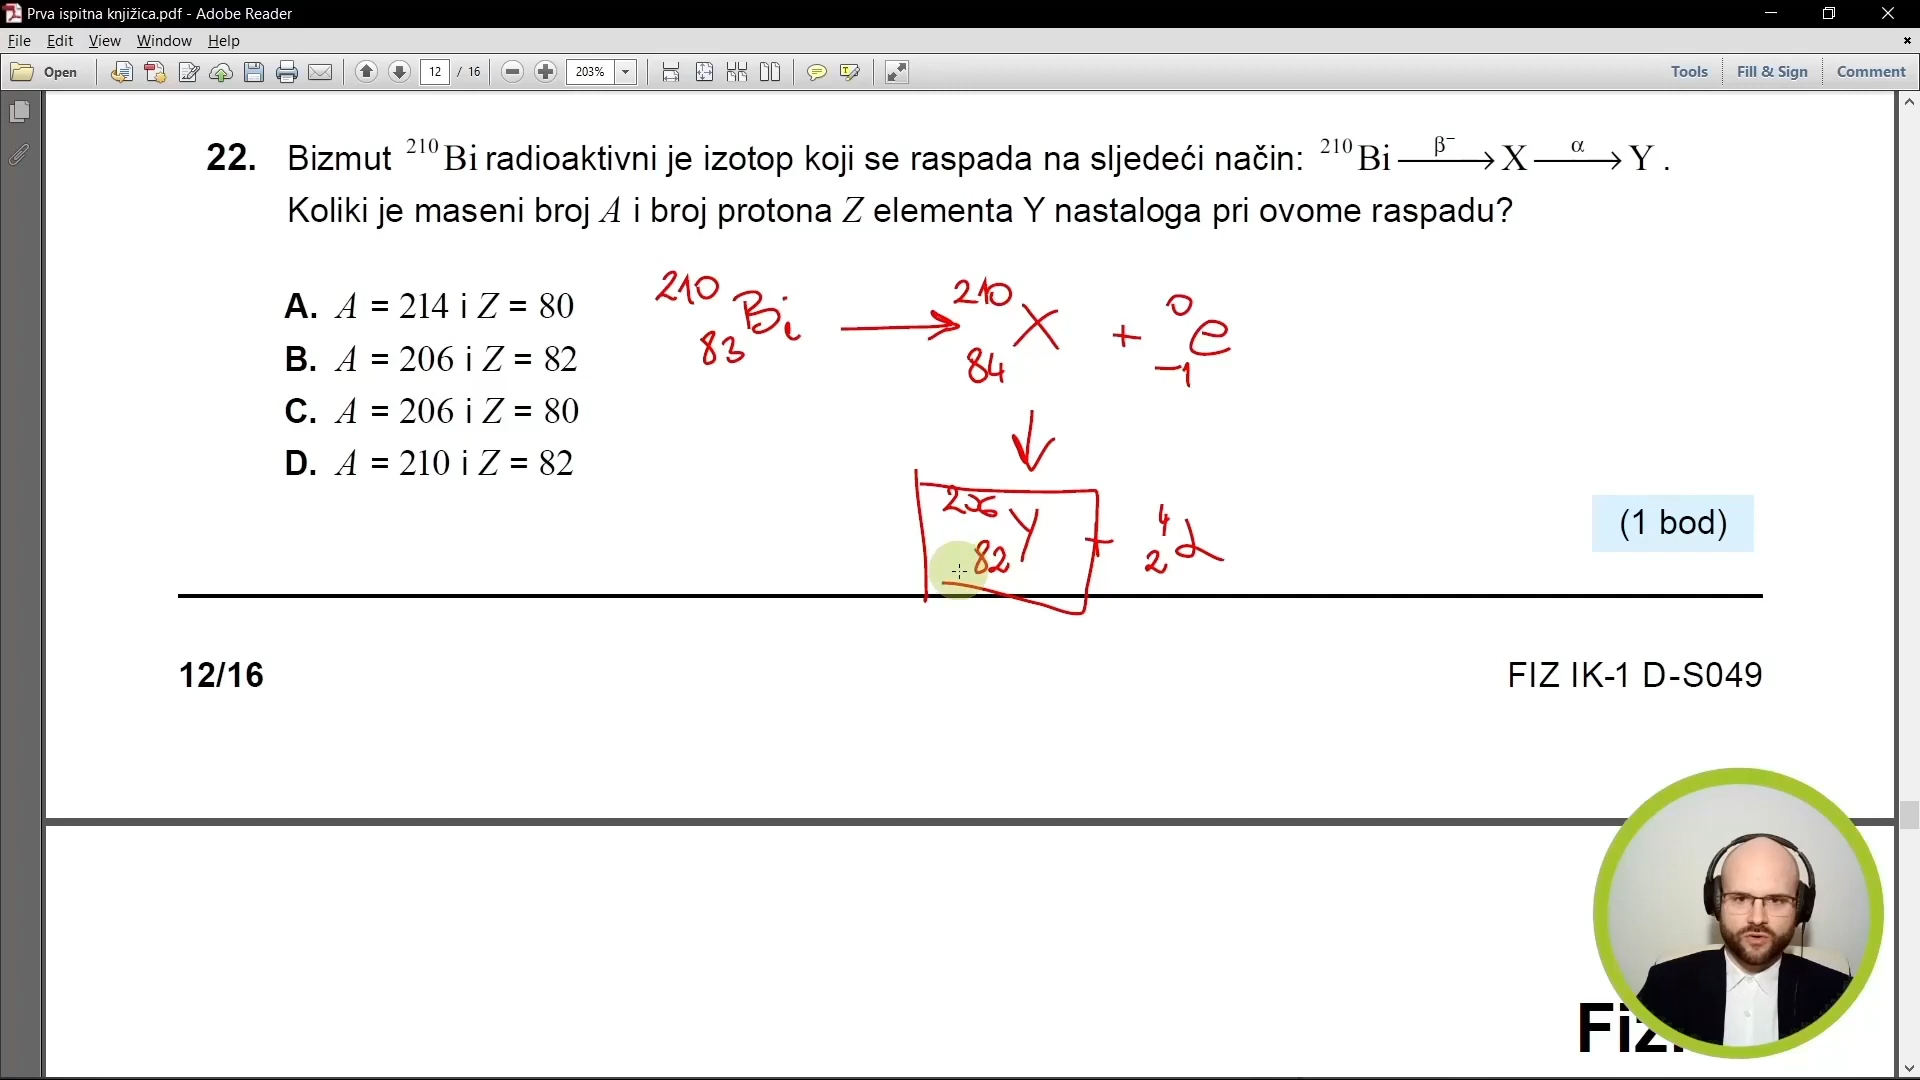 Prva ispitna knjižica.pdf - Adobe Reader
File Edit View Window Help
Open 12 / 16 203% Tools Fill & Sign Comment
22. Bizmut ²¹⁰Bi radioaktivni je izotop koji se raspada na sljedeći način: ²¹⁰Bi β⁻→ X α→ Y .
Koliki je maseni broj A i broj protona Z elementa Y nastaloga pri ovome raspadu?
A. A = 214 i Z = 80
B. A = 206 i Z = 82
C. A = 206 i Z = 80
D. A = 210 i Z = 82
210 83 Bi → 210 84 X + 0 -1 e
↓
206 82 Y + 4 2 α
(1 bod)
12/16
FIZ IK-1 D-S049